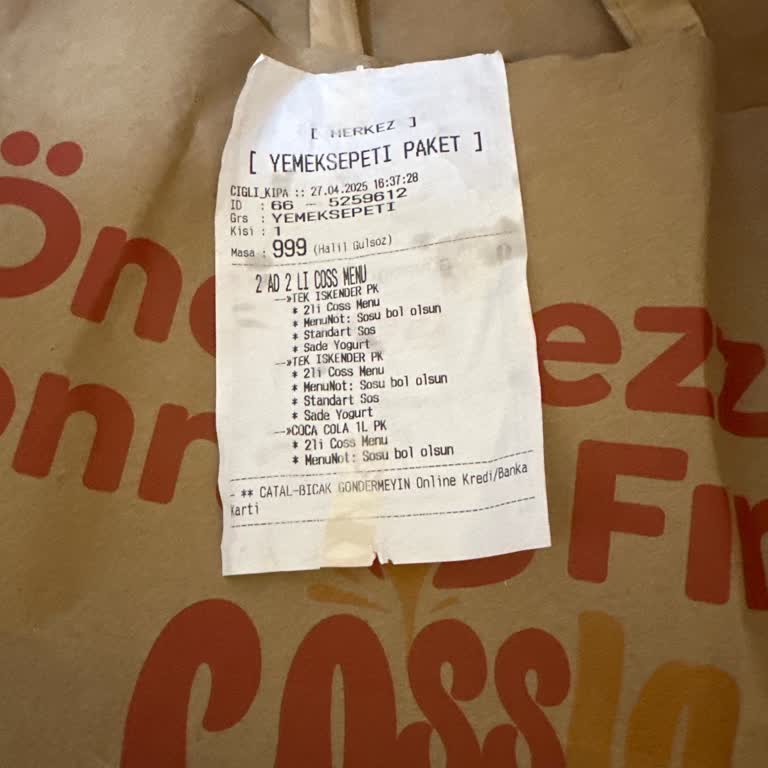 [ MERKEZ ]
[ YEMEKSEPETI PAKET ]
CIGLI_KIPA :: 27.04.2025 16:37:28
ID : 66 - 5259612
Grs : YEMEKSEPETI
Kisi : 1
Masa : 999 (Halil Gulsoz)
2 AD 2 LI COSS MENU
--»TEK ISKENDER PK
* 2li Coss Menu
* MenuNot: Sosu bol olsun
* Standart Sos
* Sade Yogurt
--»TEK ISKENDER PK
* 2li Coss Menu
* MenuNot: Sosu bol olsun
* Standart Sos
* Sade Yogurt
--»COCA COLA 1L PK
* 2li Coss Menu
* MenuNot: Sosu bol olsun
- ** CATAL-BICAK GONDERMEYIN Online Kredi/Banka
Karti
Cossla